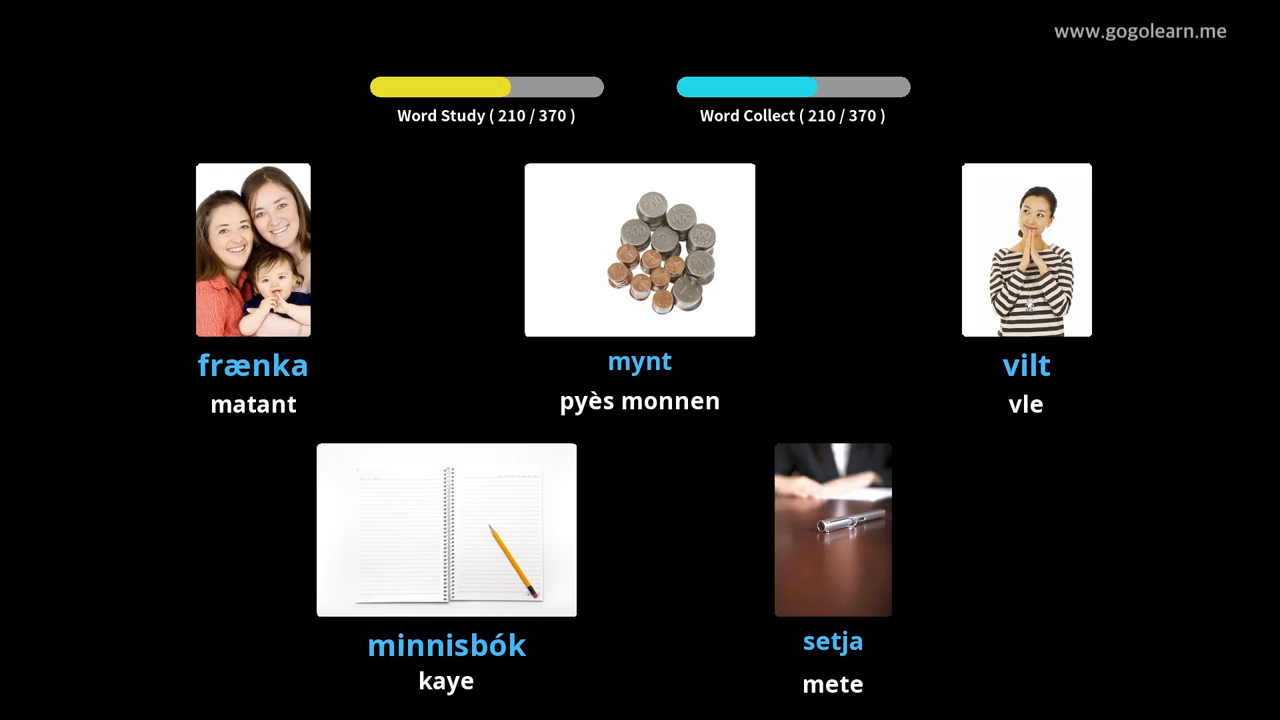 www.gogolearn.me
Word Study ( 210 / 370 )
Word Collect ( 210 / 370 )
frænka
matant
mynt
pyès monnen
vilt
vle
minnisbók
kaye
setja
mete